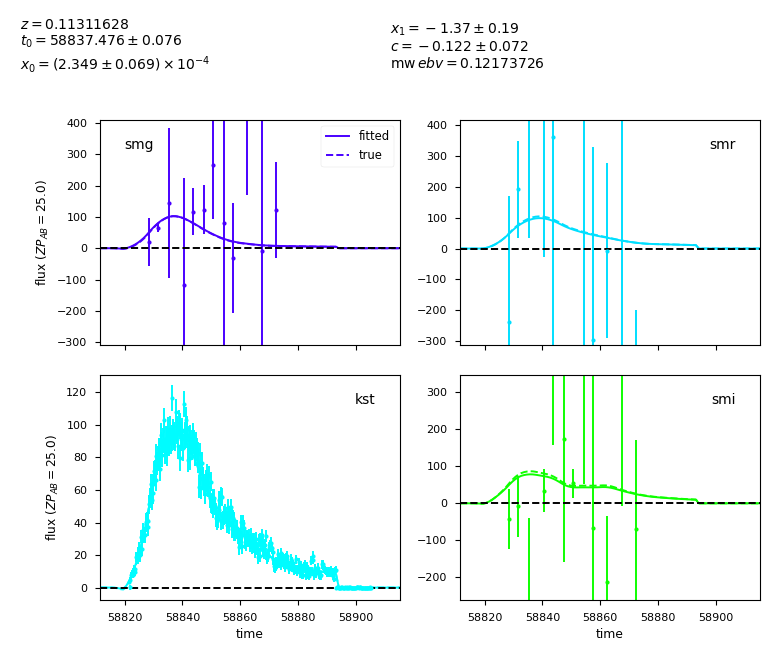 z = 0.11311628
t₀ = 58837.476 ± 0.076
x₀ = (2.349 ± 0.069) × 10⁻⁴
x₁ = −1.37 ± 0.19
c = −0.122 ± 0.072
mw ebv = 0.12173726
smg
fitted
true
400
300
200
100
0
−100
−200
−300
flux (ZP_AB = 25.0)
smr
400
300
200
100
0
−100
−200
−300
kst
120
100
80
60
40
20
0
flux (ZP_AB = 25.0)
58820 58840 58860 58880 58900
time
smi
300
200
100
0
−100
−200
58820 58840 58860 58880 58900
time